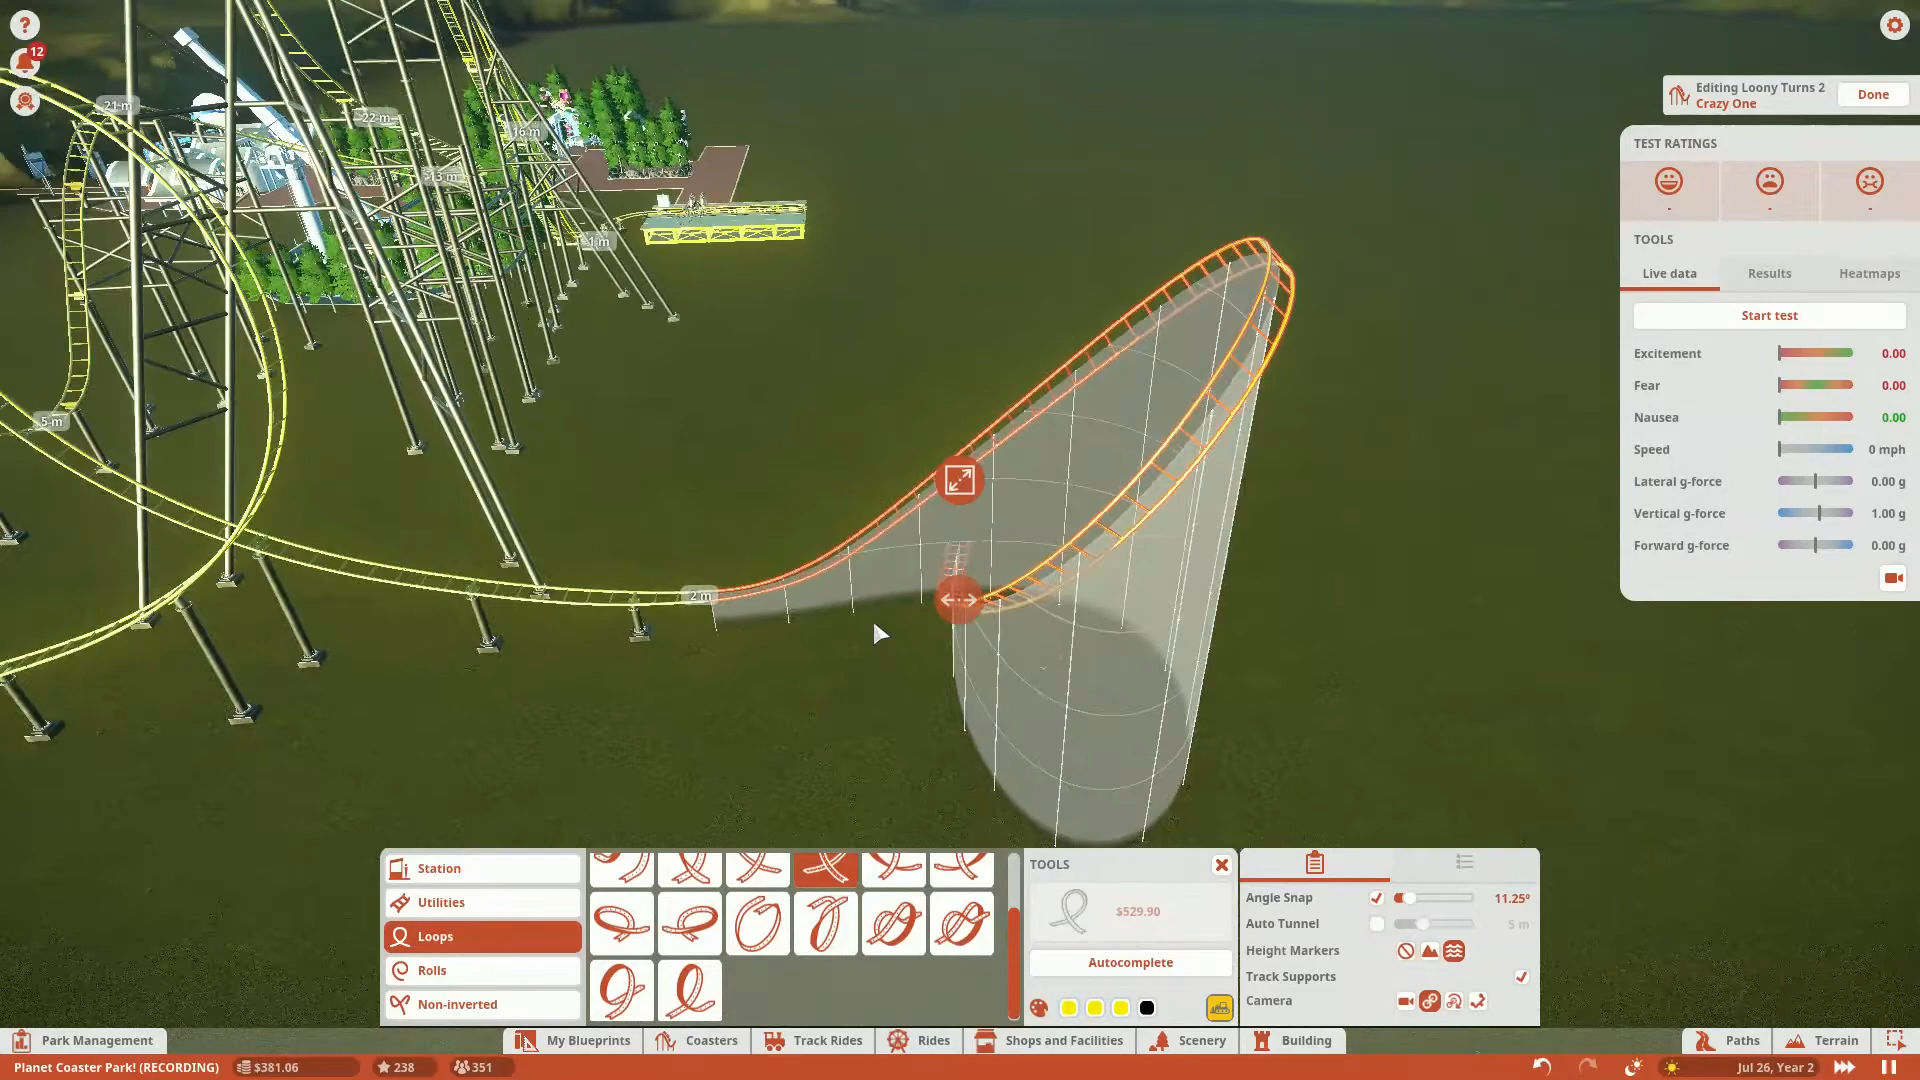 ?
12
21 m
22 m
16 m
13 m
-1 m
5 m
2 m
Editing Loony Turns 2
Crazy One
Done
TEST RATINGS
- - -
TOOLS
Live data Results Heatmaps
Start test
Excitement 0.00
Fear 0.00
Nausea 0.00
Speed 0 mph
Lateral g-force 0.00 g
Vertical g-force 1.00 g
Forward g-force 0.00 g
Station
Utilities
Loops
Rolls
Non-inverted
TOOLS
$529.90
Autocomplete
Angle Snap 11.25°
Auto Tunnel 5 m
Height Markers
Track Supports
Camera
Park Management
My Blueprints Coasters Track Rides Rides Shops and Facilities Scenery Building
Paths Terrain
Planet Coaster Park! (RECORDING) $381.06 238 351
Jul 26, Year 2